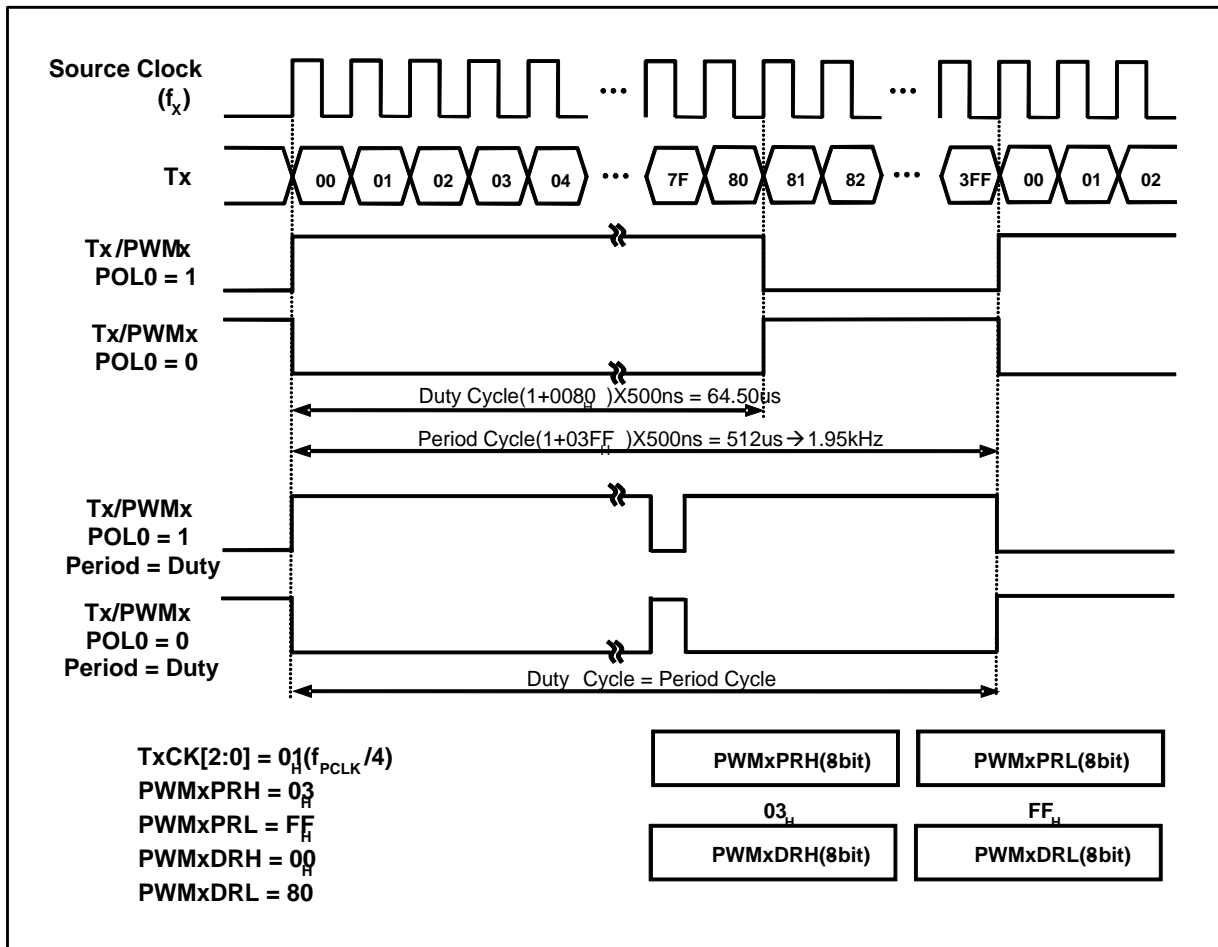 Source Clock
(fX)
Tx
00 01 02 03 04 ••• 7F 80 81 82 ••• 3FF 00 01 02
Tx/PWMx
POL0 = 1
Tx/PWMx
POL0 = 0
Duty Cycle(1+0080H)X500ns = 64.50us
Period Cycle(1+03FFH)X500ns = 512us → 1.95kHz
Tx/PWMx
POL0 = 1
Period = Duty
Tx/PWMx
POL0 = 0
Period = Duty
Duty Cycle = Period Cycle
TxCK[2:0] = 01H(fPCLK/4)
PWMxPRH = 03H
PWMxPRL = FFH
PWMxDRH = 00H
PWMxDRL = 80
PWMxPRH(8bit) PWMxPRL(8bit)
03H FFH
PWMxDRH(8bit) PWMxDRL(8bit)